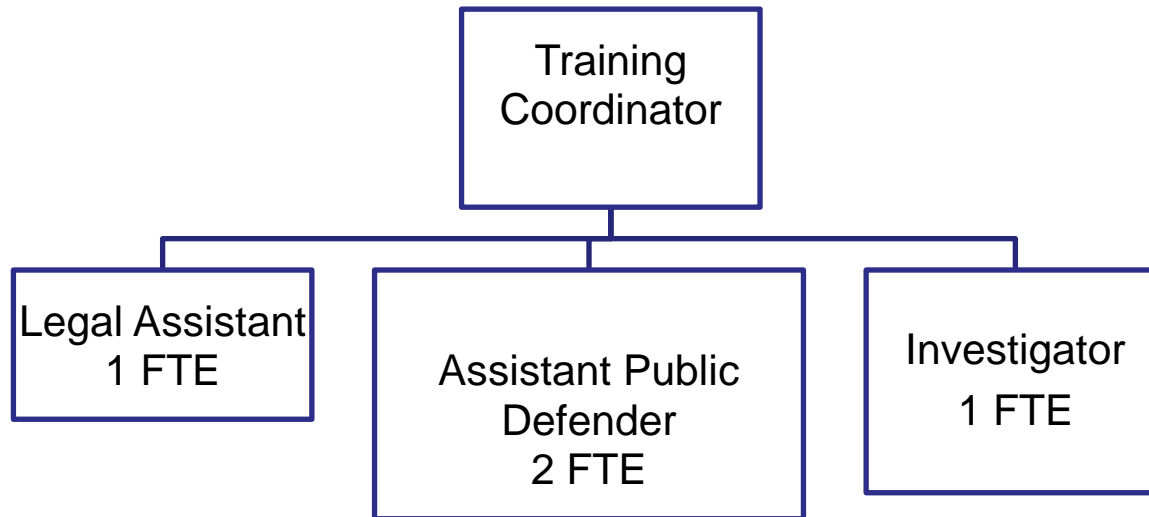 Training
Coordinator
Legal Assistant
1 FTE
Assistant Public
Defender
2 FTE
Investigator
1 FTE